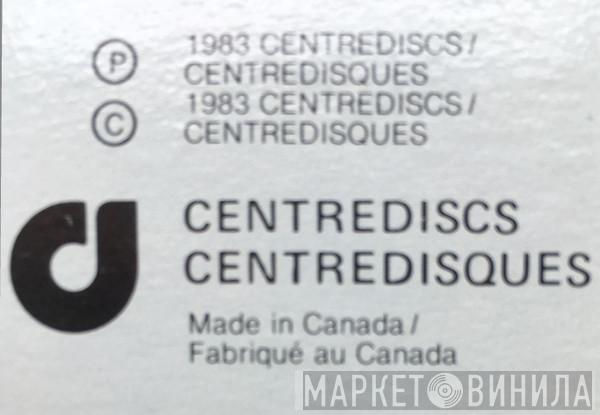 Ⓟ 1983 CENTREDISCS/
CENTREDISQUES
© 1983 CENTREDISCS/
CENTREDISQUES
CENTREDISCS
CENTREDISQUES
Made in Canada/
Fabriqué au Canada
МАРКЕТ ВИНИЛА